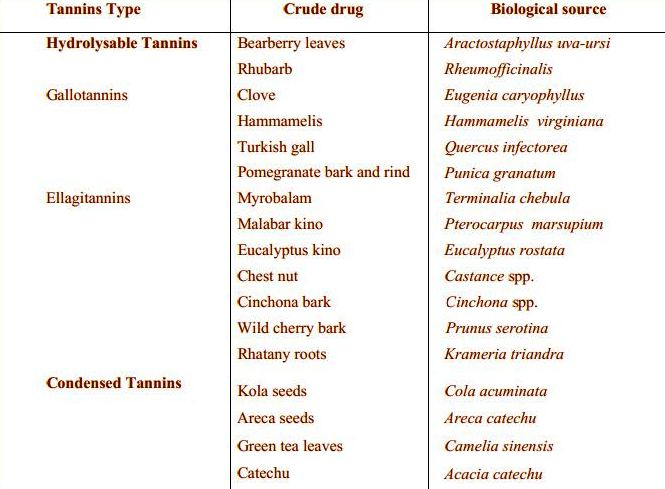 Tannins Type Crude drug Biological source
Hydrolysable Tannins Bearberry leaves Aractostaphyllus uva-ursi
Rhubarb Rheumofficinalis
Gallotannins Clove Eugenia caryophyllus
Hammamelis Hammamelis virginiana
Turkish gall Quercus infectorea
Pomegranate bark and rind Punica granatum
Ellagitannins Myrobalam Terminalia chebula
Malabar kino Pterocarpus marsupium
Eucalyptus kino Eucalyptus rostata
Chest nut Castance spp.
Cinchona bark Cinchona spp.
Wild cherry bark Prunus serotina
Rhatany roots Krameria triandra
Condensed Tannins
Kola seeds Cola acuminata
Areca seeds Areca catechu
Green tea leaves Camelia sinensis
Catechu Acacia catechu